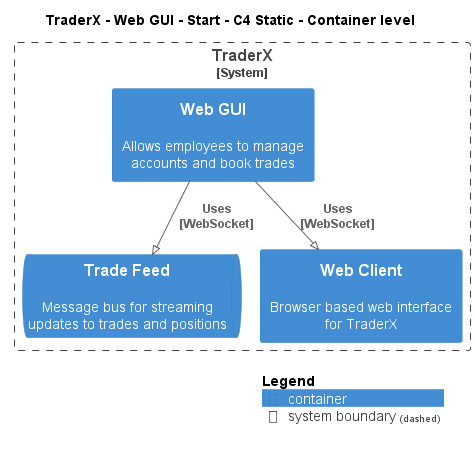 TraderX - Web GUI - Start - C4 Static - Container level
TraderX
[System]
Web GUI
Allows employees to manage
accounts and book trades
Uses
[WebSocket]
Uses
[WebSocket]
Trade Feed
Message bus for streaming
updates to trades and positions
Web Client
Browser based web interface
for TraderX
Legend
container
system boundary (dashed)